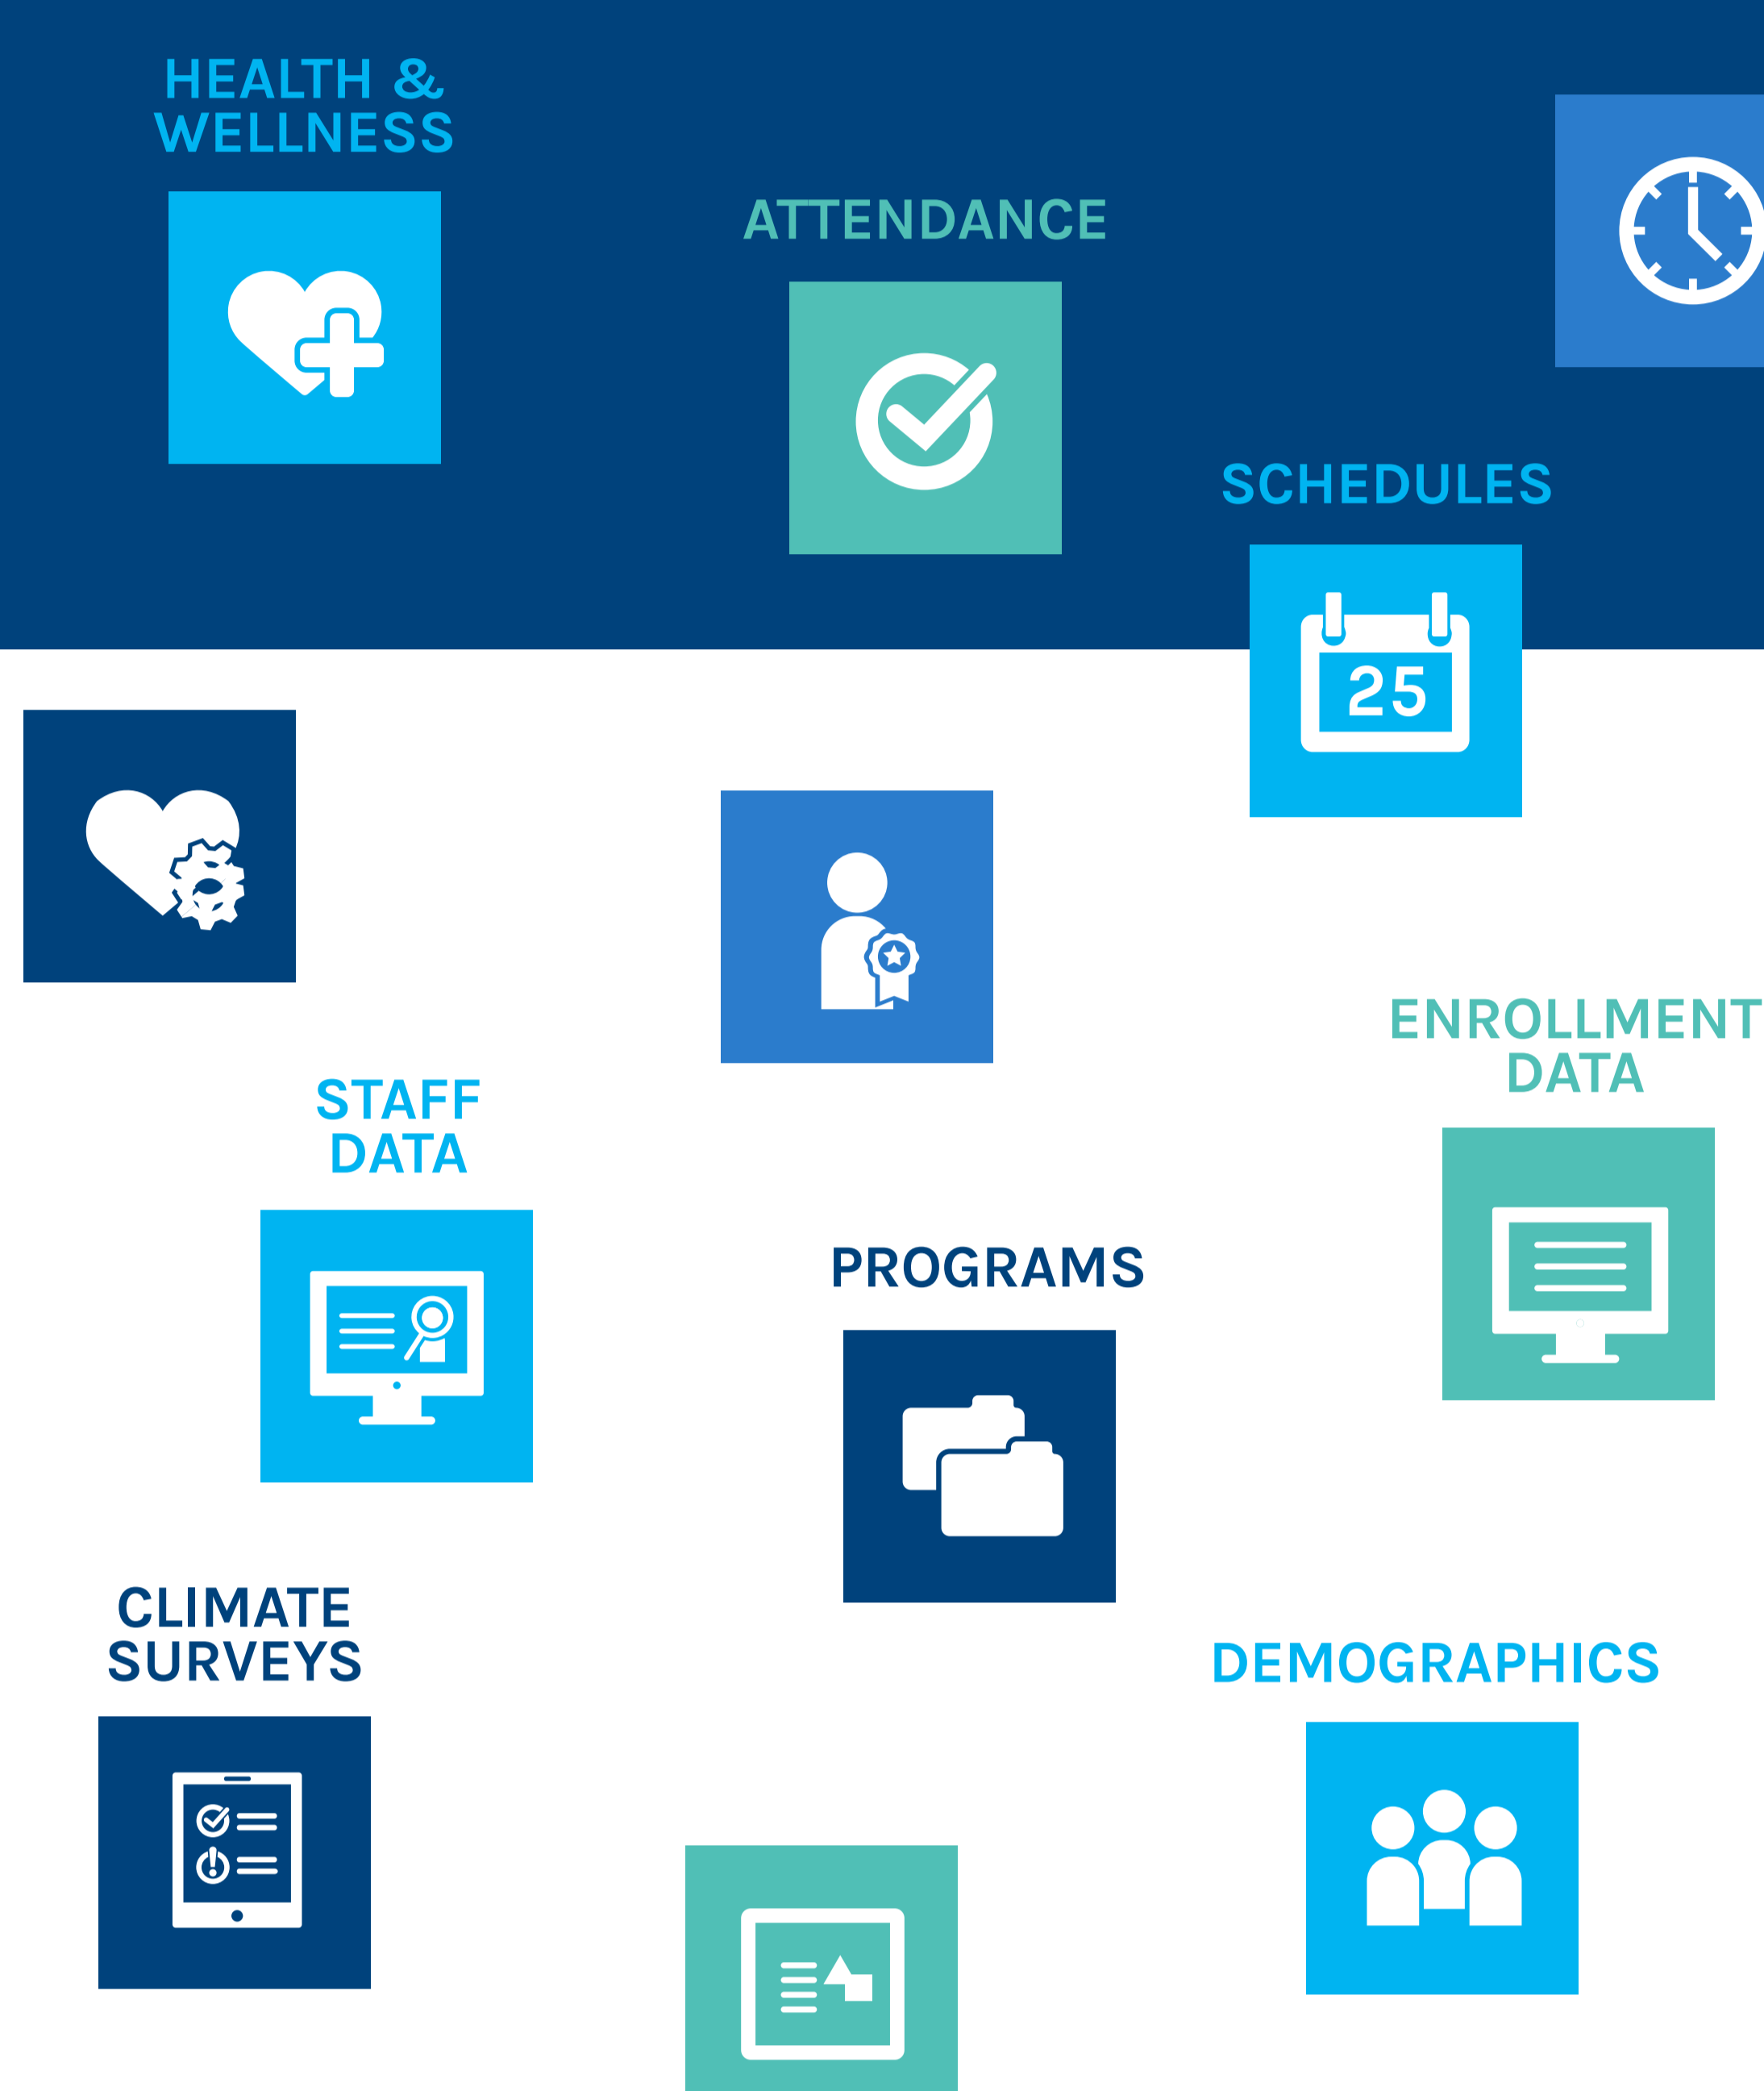 HEALTH &
WELLNESS
ATTENDANCE
SCHEDULES
25
ENROLLMENT
DATA
STAFF
DATA
PROGRAMS
CLIMATE
SURVEYS
DEMOGRAPHICS